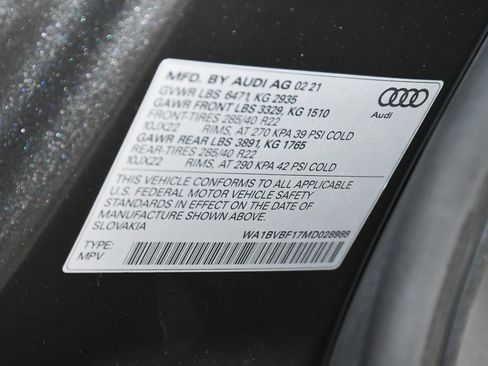 MFD. BY AUDI AG 02 21
GVWR LBS 6471, KG 2935
GAWR FRONT LBS 3329, KG 1510
FRONT-TIRES 285/40 R22
10JX22 RIMS, AT 270 KPA 39 PSI COLD
GAWR REAR LBS 3891, KG 1765
REAR-TIRES 285/40 R22
10JX22 RIMS, AT 290 KPA 42 PSI COLD
Audi
THIS VEHICLE CONFORMS TO ALL APPLICABLE
U.S. FEDERAL MOTOR VEHICLE SAFETY
STANDARDS IN EFFECT ON THE DATE OF
MANUFACTURE SHOWN ABOVE.
SLOVAKIA
WA1BVBF17MD028988
TYPE:
MPV